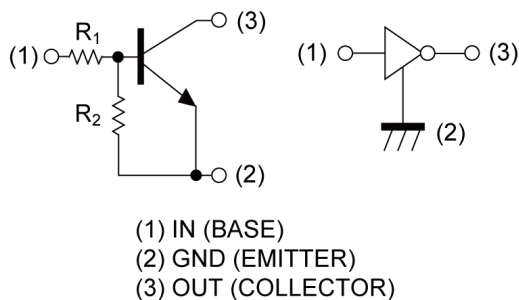 R₁
(1)
(3)
R₂
(2)
(1)
(3)
(2)
(1) IN (BASE)
(2) GND (EMITTER)
(3) OUT (COLLECTOR)